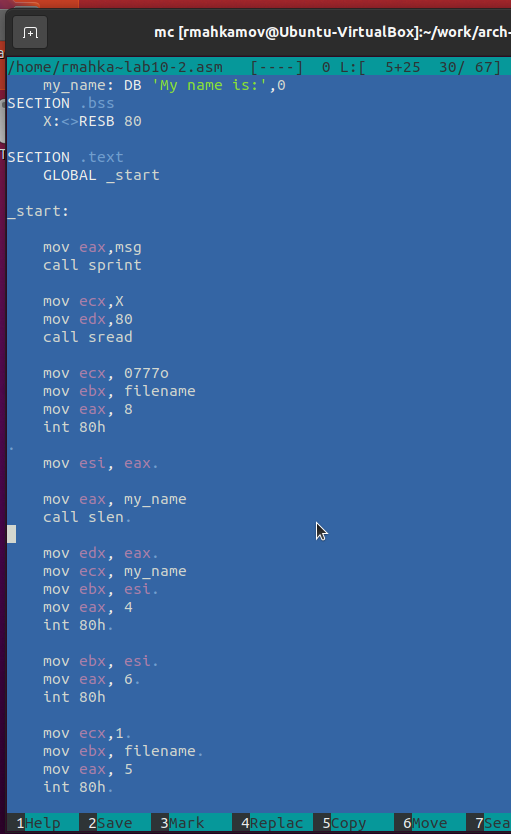 mc [rmahkamov@Ubuntu-VirtualBox]:~/work/arch-
/home/rmahka~lab10-2.asm   [----]  0 L:[  5+25  30/ 67]
    my_name: DB 'My name is:',0
SECTION .bss
    X:<>RESB 80
SECTION .text
    GLOBAL _start
_start:
    mov eax,msg
    call sprint
    mov ecx,X
    mov edx,80
    call sread
    mov ecx, 0777o
    mov ebx, filename
    mov eax, 8
    int 80h
.
    mov esi, eax.
    mov eax, my_name
    call slen.
    mov edx, eax.
    mov ecx, my_name
    mov ebx, esi.
    mov eax, 4
    int 80h.
    mov ebx, esi.
    mov eax, 6.
    int 80h
    mov ecx,1.
    mov ebx, filename.
    mov eax, 5
    int 80h.
1Help  2Save  3Mark  4Replac  5Copy  6Move  7Sea